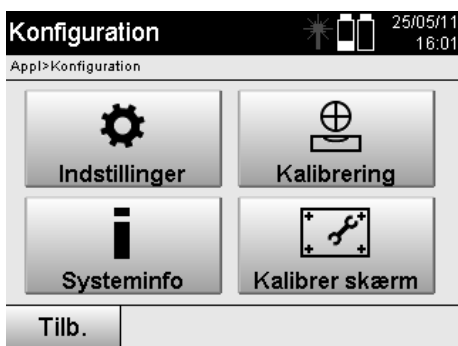 Konfiguration
25/05/11
16:01
Appl>Konfiguration
Indstillinger
Kalibrering
Systeminfo
Kalibrer skærm
Tilb.